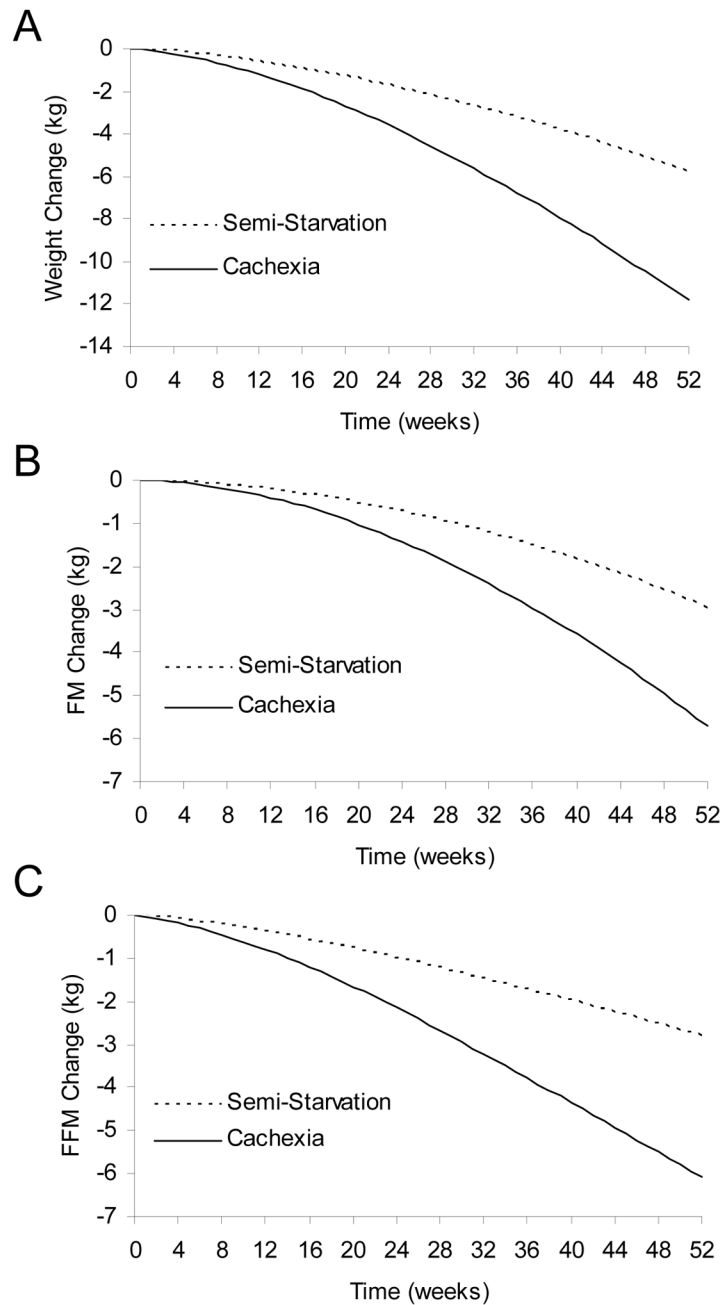 A
0
-2
-4
-6
-8
-10
-12
-14
Weight Change (kg)
Semi-Starvation
Cachexia
0 4 8 12 16 20 24 28 32 36 40 44 48 52
Time (weeks)
B
0
-1
-2
-3
-4
-5
-6
-7
FM Change (kg)
Semi-Starvation
Cachexia
0 4 8 12 16 20 24 28 32 36 40 44 48 52
Time (weeks)
C
0
-1
-2
-3
-4
-5
-6
-7
FFM Change (kg)
Semi-Starvation
Cachexia
0 4 8 12 16 20 24 28 32 36 40 44 48 52
Time (weeks)